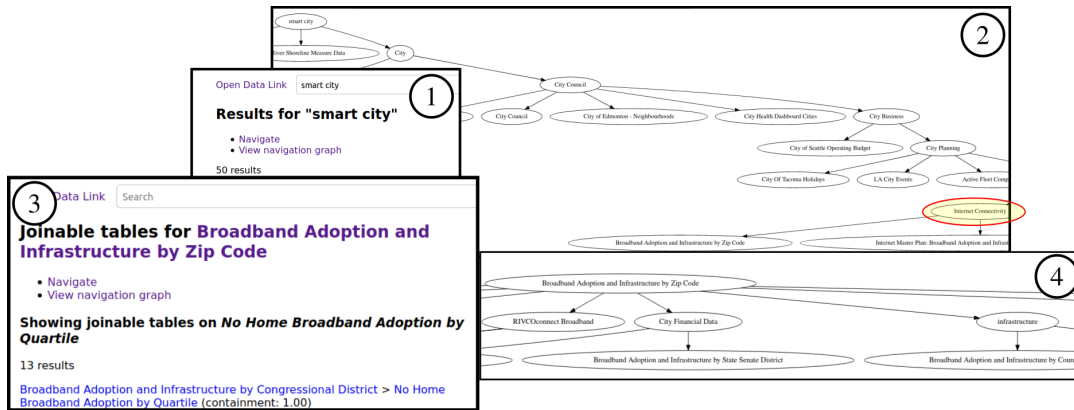 1
Open Data Link
smart city
Results for "smart city"
• Navigate
• View navigation graph
50 results
2
smart city
iver Shoreline Measure Data
City
City Council
City Council
City of Edmonton - Neighbourhoods
City Health Dashboard Cities
City Business
City of Seattle Operating Budget
City Planning
City Of Tacoma Holidays
LA City Events
Active Fleet Comp
Internet Connectivity
Broadband Adoption and Infrastructure by Zip Code
Internet Master Plan: Broadband Adoption and Infrast
3
Data Link
Search
Joinable tables for Broadband Adoption and
Infrastructure by Zip Code
• Navigate
• View navigation graph
Showing joinable tables on No Home Broadband Adoption by
Quartile
13 results
Broadband Adoption and Infrastructure by Congressional District > No Home
Broadband Adoption by Quartile (containment: 1.00)
4
Broadband Adoption and Infrastructure by Zip Code
RIVCOconnect Broadband
City Financial Data
infrastructure
Broadband Adoption and Infrastructure by State Senate District
Broadband Adoption and Infrastructure by Coun